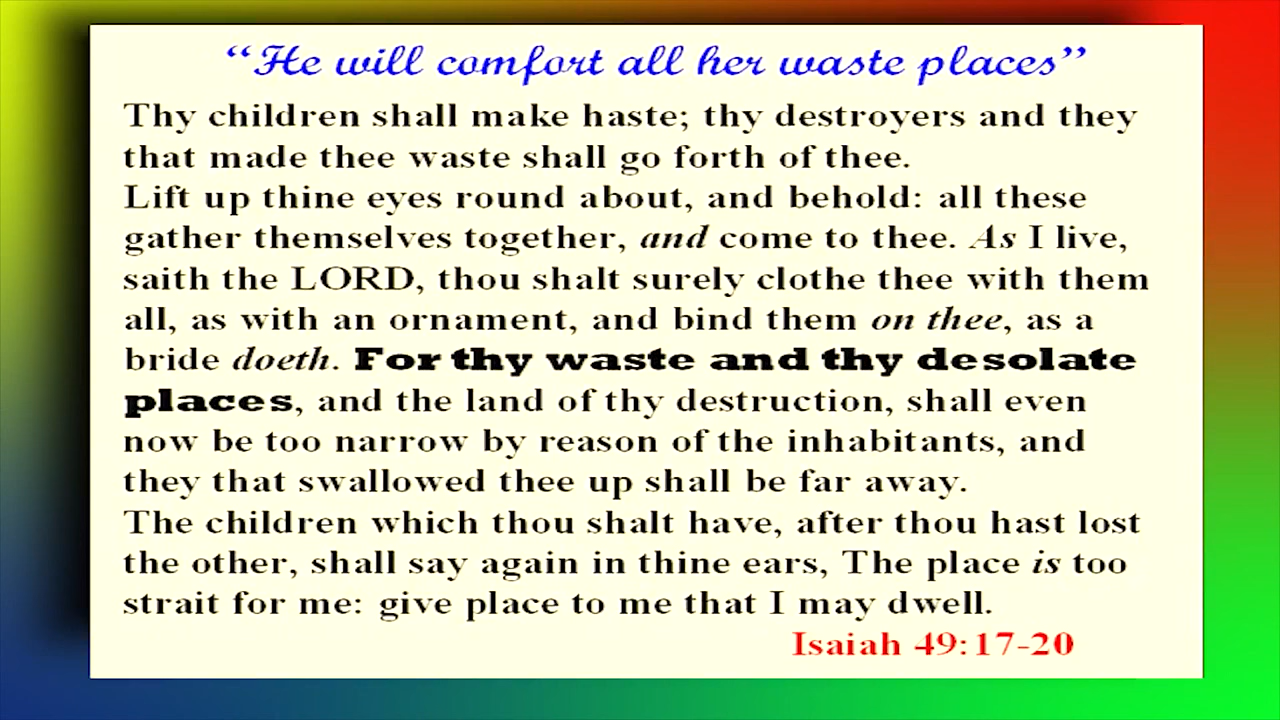 “He will comfort all her waste places”
Thy children shall make haste; thy destroyers and they
that made thee waste shall go forth of thee.
Lift up thine eyes round about, and behold: all these
gather themselves together, and come to thee. As I live,
saith the LORD, thou shalt surely clothe thee with them
all, as with an ornament, and bind them on thee, as a
bride doeth. For thy waste and thy desolate
places, and the land of thy destruction, shall even
now be too narrow by reason of the inhabitants, and
they that swallowed thee up shall be far away.
The children which thou shalt have, after thou hast lost
the other, shall say again in thine ears, The place is too
strait for me: give place to me that I may dwell.
Isaiah 49:17-20